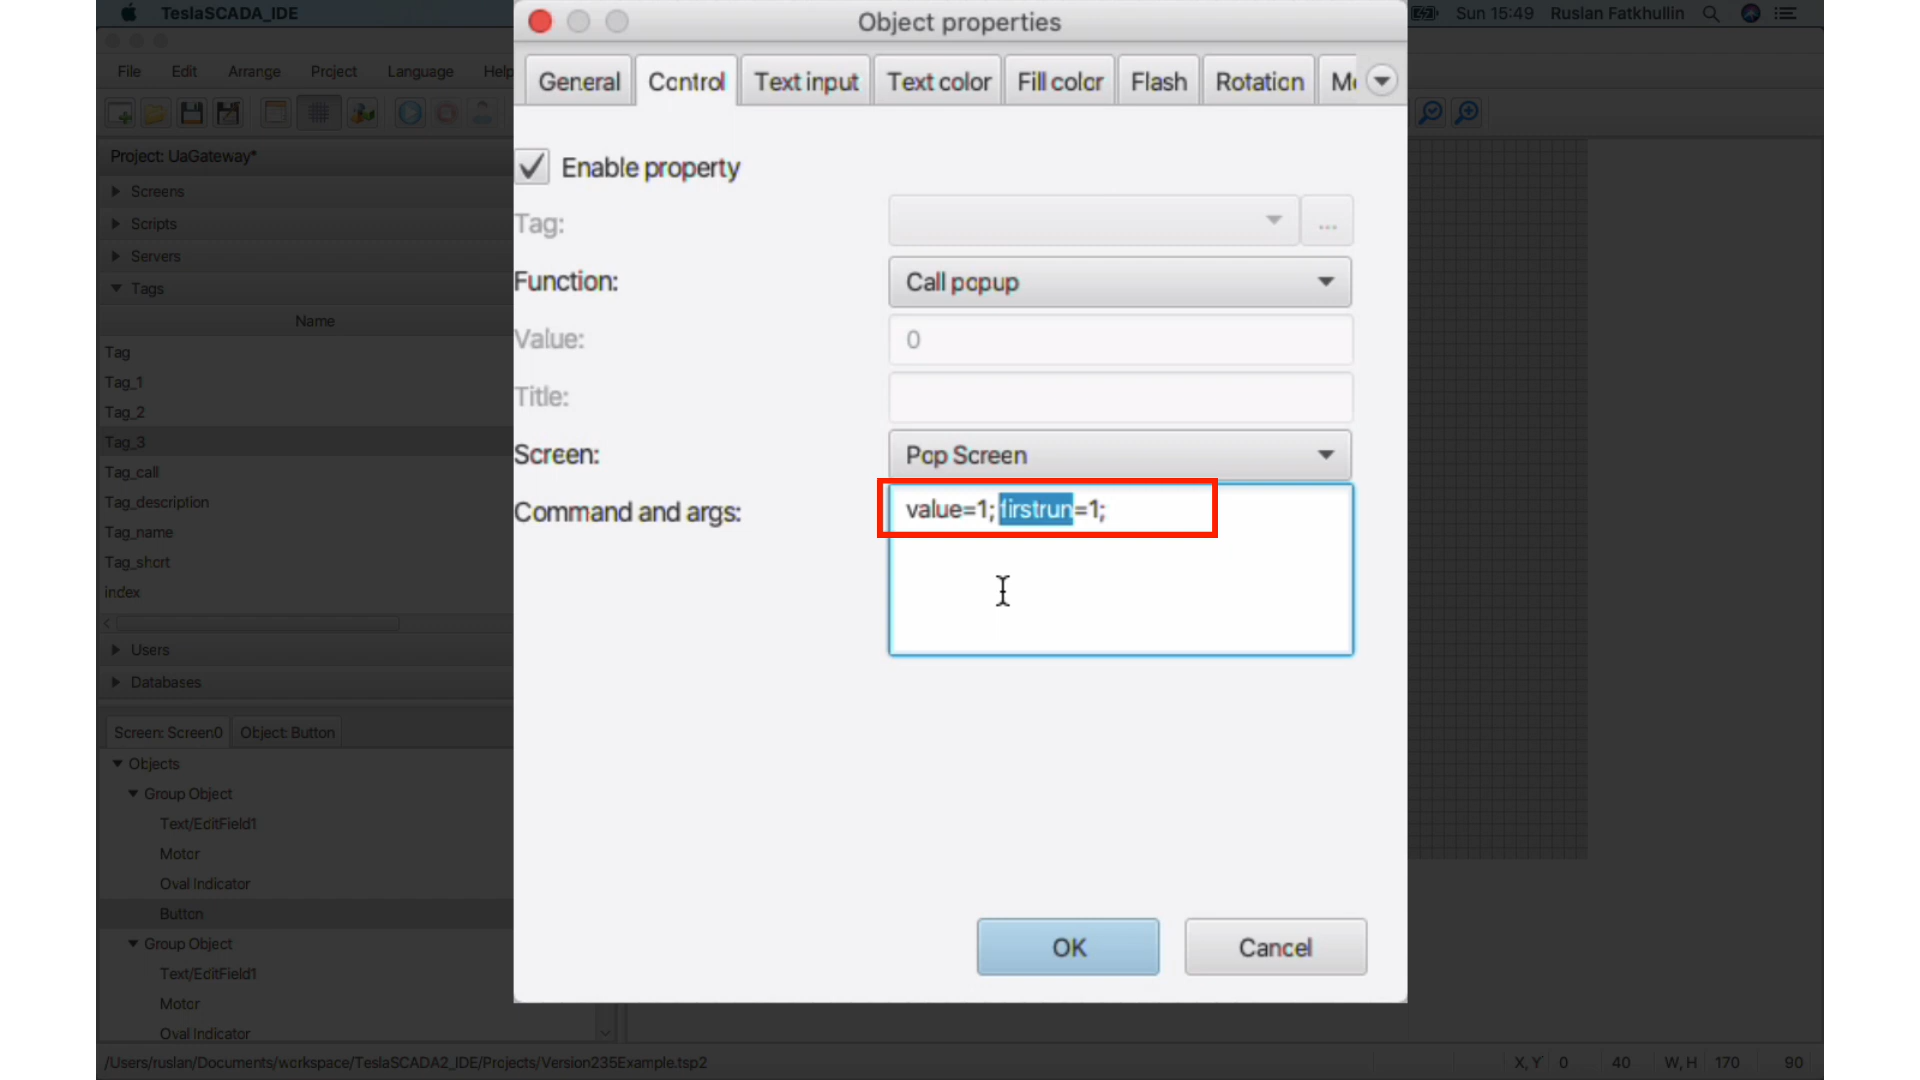 TeslaSCADA_IDE
Sun 15:49 Ruslan Fatkhullin
Object properties
File Edit Arrange Project Language Help
General Control Text input Text color Fill color Flash Rotation
Project: UaGateway*
Screens
Scripts
Servers
Tags
Name
Tag
Tag_1
Tag_2
Tag_3
Tag_call
Tag_description
Tag_name
Tag_short
index
Users
Databases
Screen: Screen0 Object: Button
Objects
Group Object
Text/EditField1
Motor
Oval Indicator
Button
Group Object
Text/EditField1
Motor
Oval Indicator
Enable property
Tag: ...
Function: Call popup
Value: 0
Title:
Screen: Pop Screen
Command and args: value=1; firstrun=1;
OK Cancel
/Users/ruslan/Documents/workspace/TeslaSCADA2_IDE/Projects/Version235Example.tsp2
X, Y 0 40 W, H 170 90